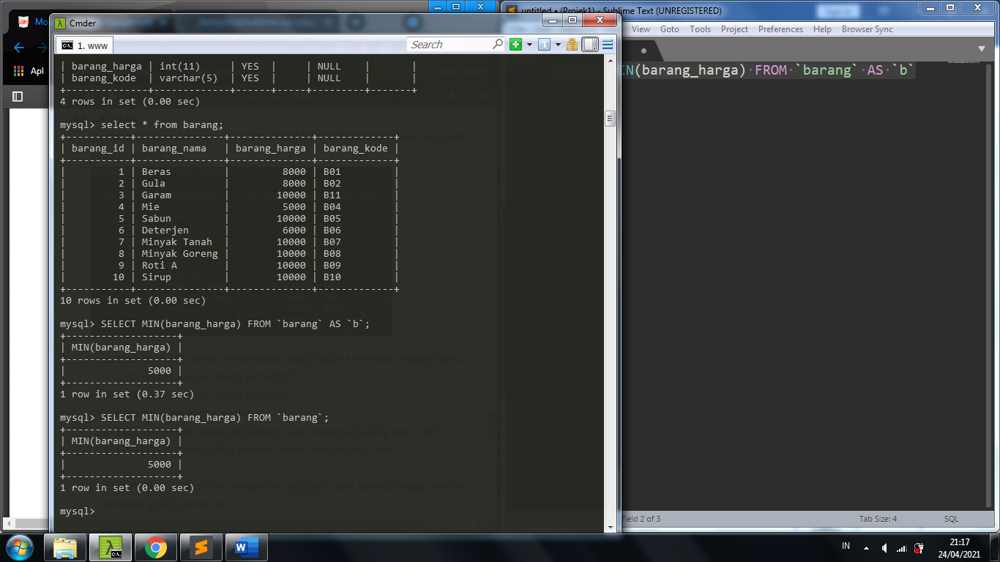 Mo
Apl
Cmder
1. www
Search
| barang_harga | int(11)     | YES  |     | NULL    |       |
| barang_kode  | varchar(5)  | YES  |     | NULL    |       |
+--------------+-------------+------+-----+---------+-------+
4 rows in set (0.00 sec)
mysql> select * from barang;
+-----------+---------------+--------------+-------------+
| barang_id | barang_nama   | barang_harga | barang_kode |
+-----------+---------------+--------------+-------------+
|         1 | Beras         |         8000 | B01         |
|         2 | Gula          |         8000 | B02         |
|         3 | Garam         |        10000 | B11         |
|         4 | Mie           |         5000 | B04         |
|         5 | Sabun         |        10000 | B05         |
|         6 | Deterjen      |         6000 | B06         |
|         7 | Minyak Tanah  |        10000 | B07         |
|         8 | Minyak Goreng |        10000 | B08         |
|         9 | Roti A        |        10000 | B09         |
|        10 | Sirup         |        10000 | B10         |
+-----------+---------------+--------------+-------------+
10 rows in set (0.00 sec)
mysql> SELECT MIN(barang_harga) FROM `barang` AS `b`;
+-------------------+
| MIN(barang_harga) |
+-------------------+
|              5000 |
+-------------------+
1 row in set (0.37 sec)
mysql> SELECT MIN(barang_harga) FROM `barang`;
+-------------------+
| MIN(barang_harga) |
+-------------------+
|              5000 |
+-------------------+
1 row in set (0.00 sec)
mysql>
untitled • (Projek1) - Sublime Text (UNREGISTERED)
View Goto Tools Project Preferences Help Browser Sync
IN(barang_harga) FROM `barang` AS `b`
Field 2 of 3
Tab Size: 4
SQL
IN
21:17
24/04/2021